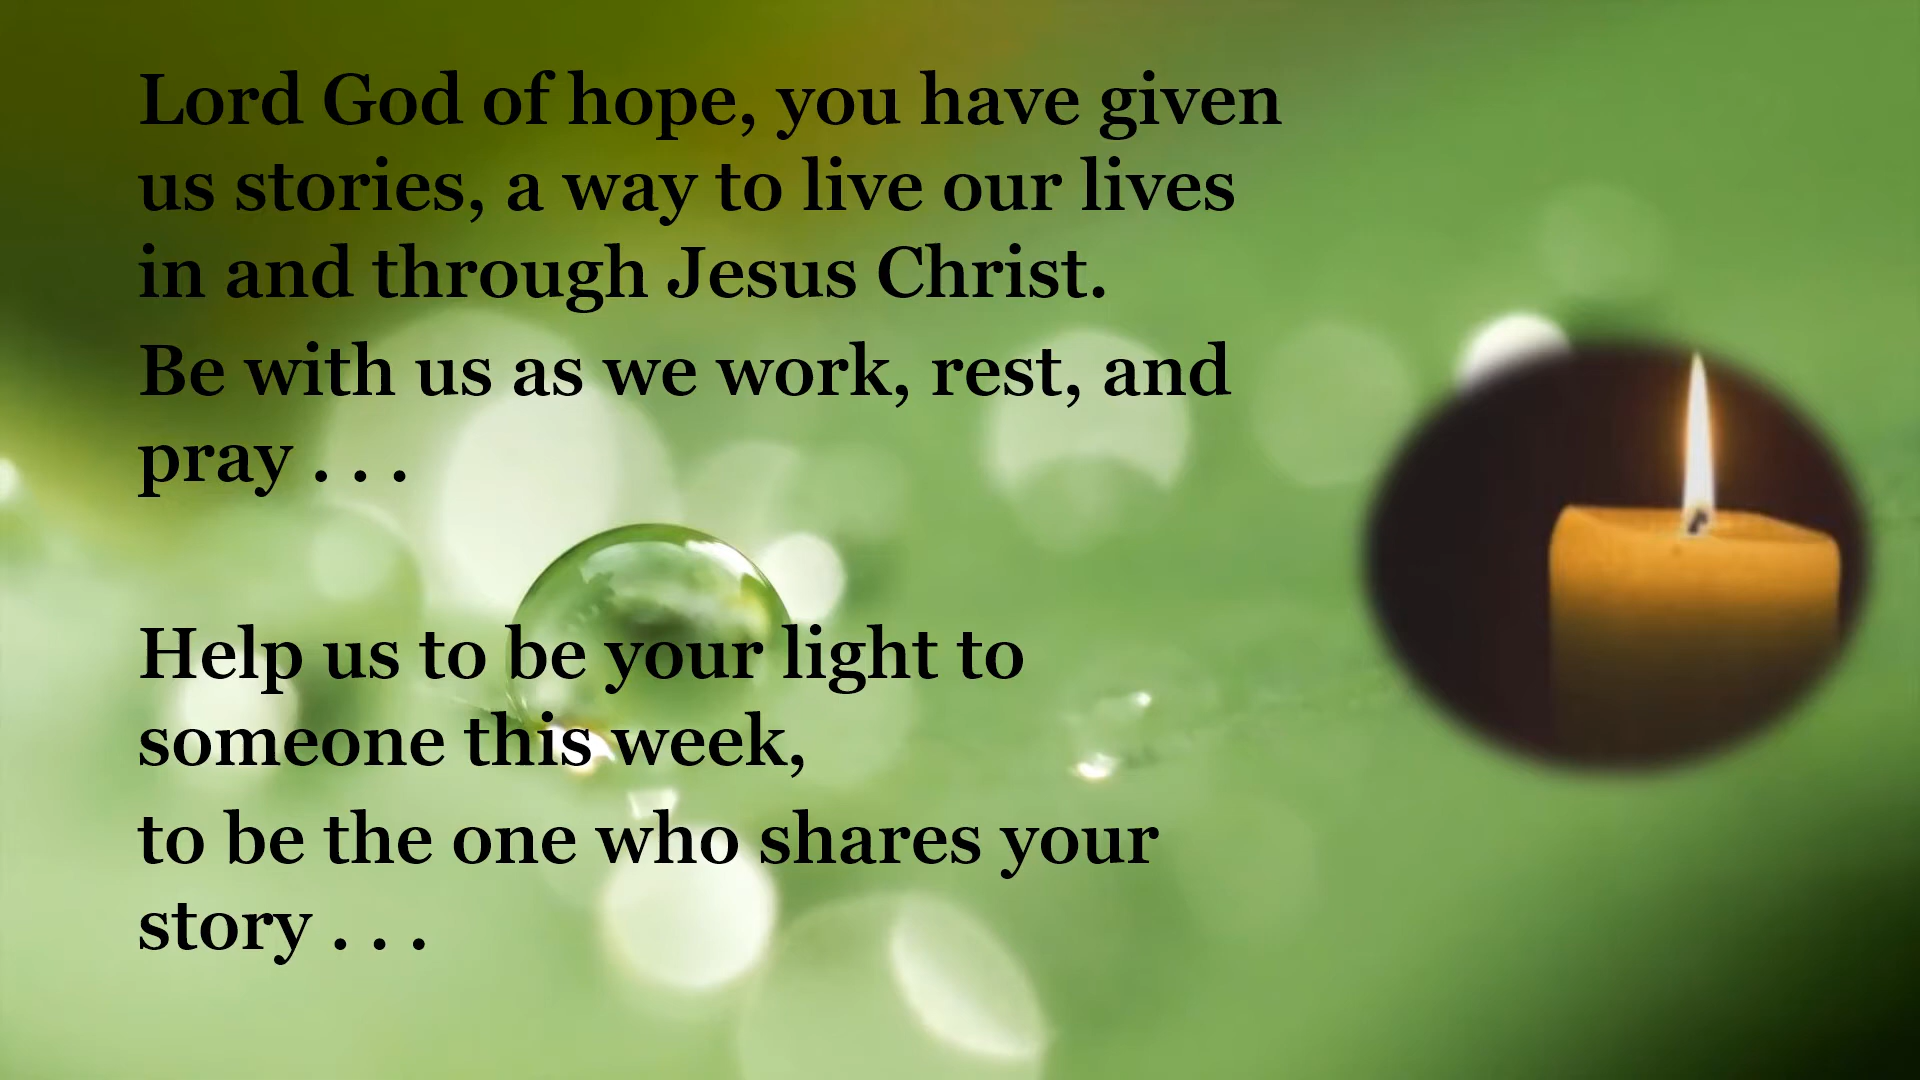 Lord God of hope, you have given
us stories, a way to live our lives
in and through Jesus Christ.
Be with us as we work, rest, and
pray . . .
Help us to be your light to
someone this week,
to be the one who shares your
story . . .